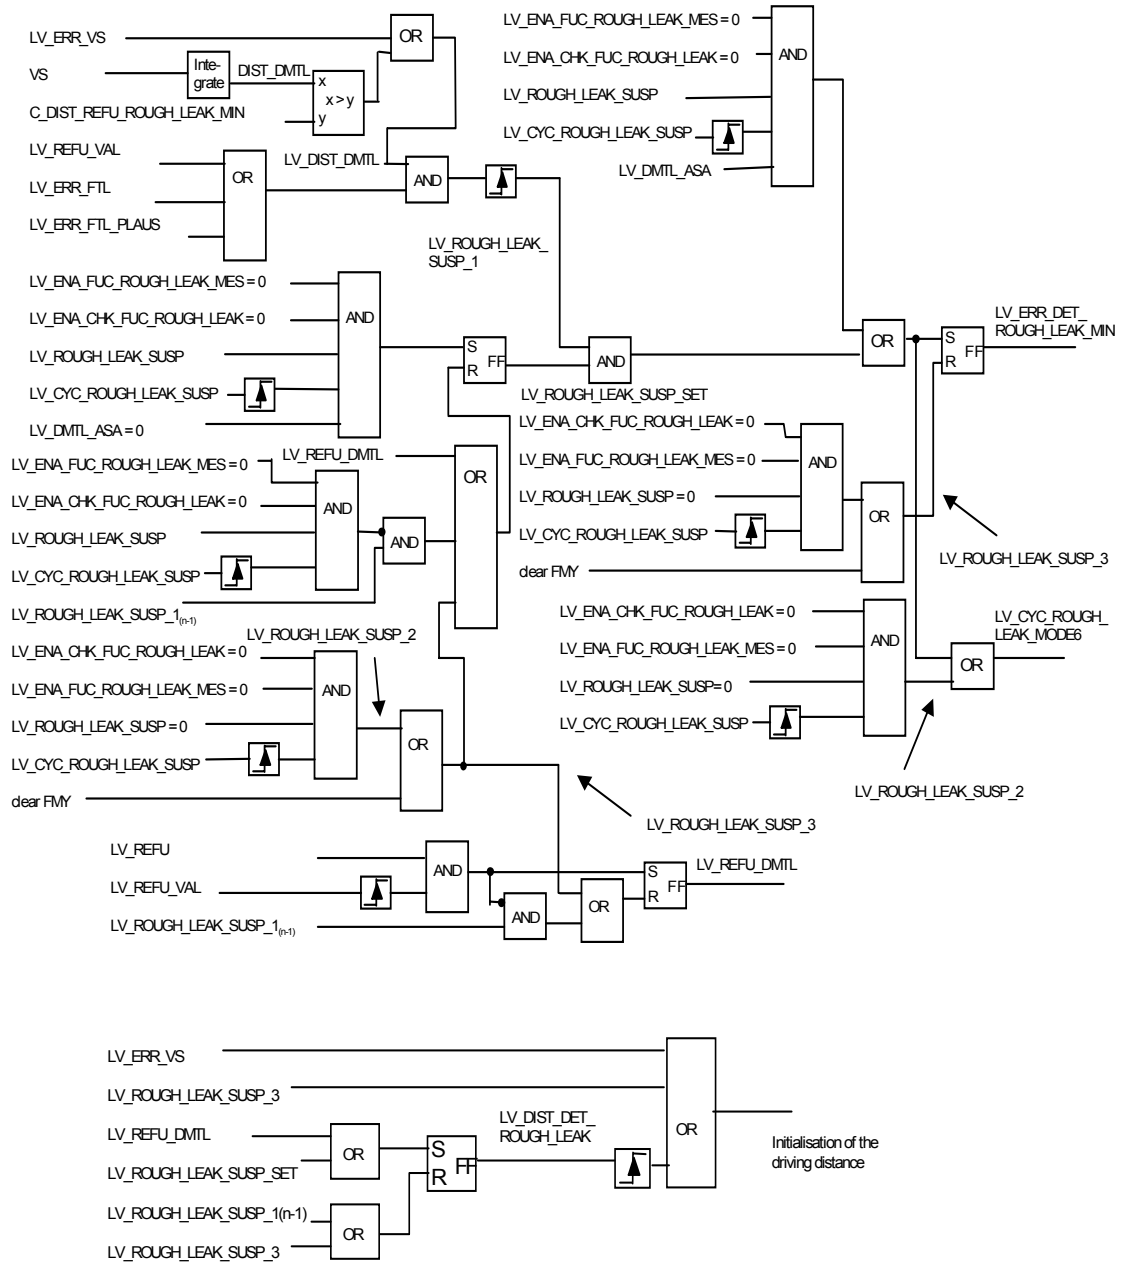 LV_ERR_VS
OR
VS
Inte-
grate
DIST_DMTL
x
x > y
y
C_DIST_REFU_ROUGH_LEAK_MIN
LV_REFU_VAL
LV_ERR_FTL
LV_ERR_FTL_PLAUS
OR
LV_DIST_DMTL
AND
LV_ROUGH_LEAK_
SUSP_1
LV_ENA_FUC_ROUGH_LEAK_MES = 0
LV_ENA_CHK_FUC_ROUGH_LEAK = 0
LV_ROUGH_LEAK_SUSP
LV_CYC_ROUGH_LEAK_SUSP
LV_DMTL_ASA
AND
LV_ENA_FUC_ROUGH_LEAK_MES = 0
LV_ENA_CHK_FUC_ROUGH_LEAK = 0
LV_ROUGH_LEAK_SUSP
LV_CYC_ROUGH_LEAK_SUSP
LV_DMTL_ASA = 0
AND
S
R
FF
AND
LV_ROUGH_LEAK_SUSP_SET
OR
S
R
FF
LV_ERR_DET_
ROUGH_LEAK_MIN
LV_ENA_FUC_ROUGH_LEAK_MES = 0
LV_ENA_CHK_FUC_ROUGH_LEAK = 0
LV_ROUGH_LEAK_SUSP
LV_CYC_ROUGH_LEAK_SUSP
LV_ROUGH_LEAK_SUSP_1(n-1)
AND
AND
LV_REFU_DMTL
OR
LV_ENA_CHK_FUC_ROUGH_LEAK = 0
LV_ENA_FUC_ROUGH_LEAK_MES = 0
LV_ROUGH_LEAK_SUSP = 0
LV_CYC_ROUGH_LEAK_SUSP
clear FMY
AND
OR
LV_ROUGH_LEAK_SUSP_3
LV_ENA_CHK_FUC_ROUGH_LEAK = 0
LV_ENA_FUC_ROUGH_LEAK_MES = 0
LV_ROUGH_LEAK_SUSP = 0
LV_CYC_ROUGH_LEAK_SUSP
clear FMY
AND
LV_ROUGH_LEAK_SUSP_2
OR
LV_ROUGH_LEAK_SUSP_3
LV_ENA_CHK_FUC_ROUGH_LEAK = 0
LV_ENA_FUC_ROUGH_LEAK_MES = 0
LV_ROUGH_LEAK_SUSP= 0
LV_CYC_ROUGH_LEAK_SUSP
AND
OR
LV_CYC_ROUGH_
LEAK_MODE6
LV_ROUGH_LEAK_SUSP_2
LV_REFU
LV_REFU_VAL
LV_ROUGH_LEAK_SUSP_1(n-1)
AND
AND
OR
S
R
FF
LV_REFU_DMTL
LV_ERR_VS
LV_ROUGH_LEAK_SUSP_3
LV_REFU_DMTL
LV_ROUGH_LEAK_SUSP_SET
OR
LV_ROUGH_LEAK_SUSP_1(n-1)
LV_ROUGH_LEAK_SUSP_3
OR
S
R
FF
LV_DIST_DET_
ROUGH_LEAK
OR
Initialisation of the
driving distance